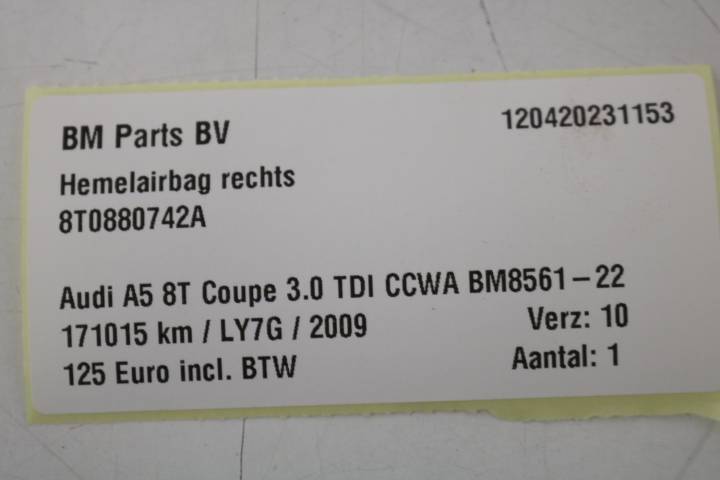 BM Parts BV 120420231153
Hemelairbag rechts
8T0880742A
Audi A5 8T Coupe 3.0 TDI CCWA BM8561-22
171015 km / LY7G / 2009 Verz: 10
125 Euro incl. BTW Aantal: 1